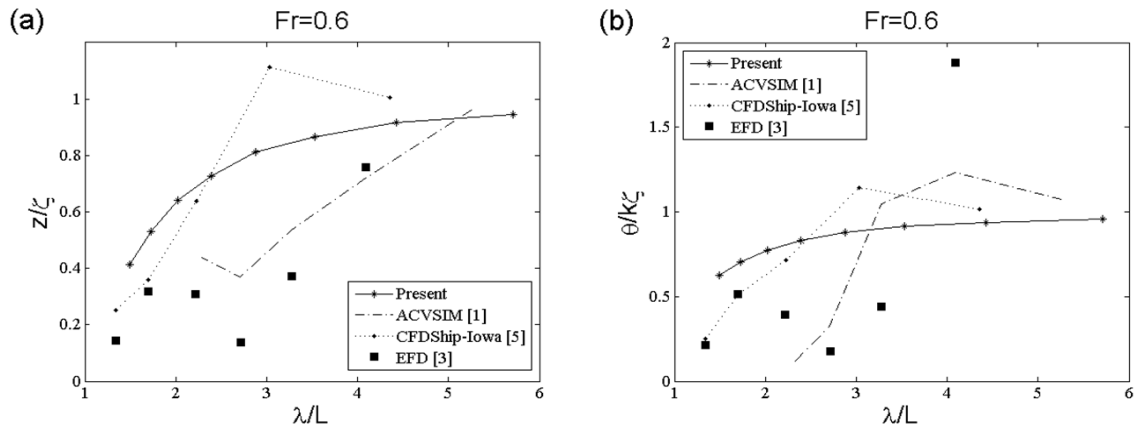 (a)
Fr=0.6
z/ζ
1
0.8
0.6
0.4
0.2
0
1 2 3 4 5 6
λ/L
Present
ACVSIM [1]
CFDShip-Iowa [5]
EFD [3]
(b)
Fr=0.6
θ/kζ
2
1.5
1
0.5
0
1 2 3 4 5 6
λ/L
Present
ACVSIM [1]
CFDShip-Iowa [5]
EFD [3]